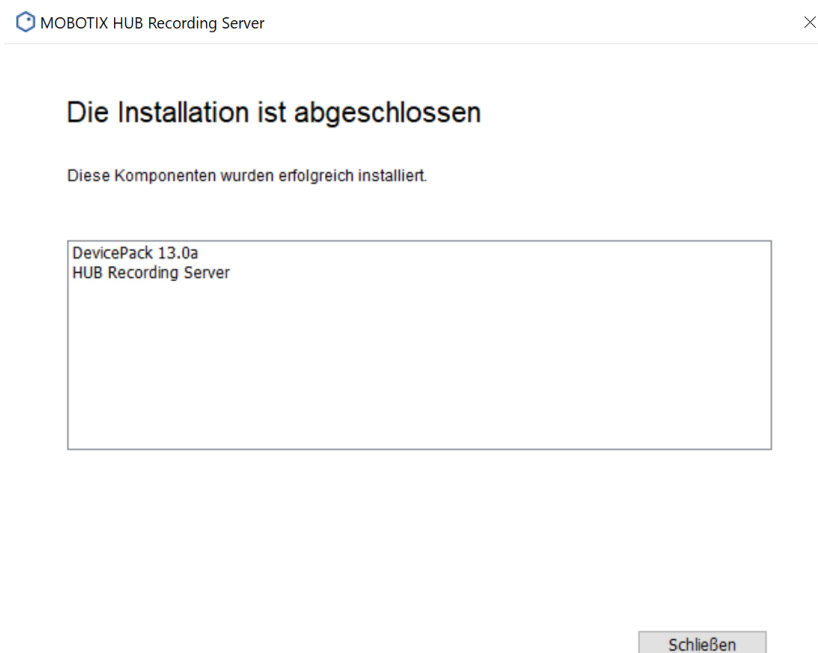 MOBOTIX HUB Recording Server
Die Installation ist abgeschlossen
Diese Komponenten wurden erfolgreich installiert.
DevicePack 13.0a
HUB Recording Server
Schließen